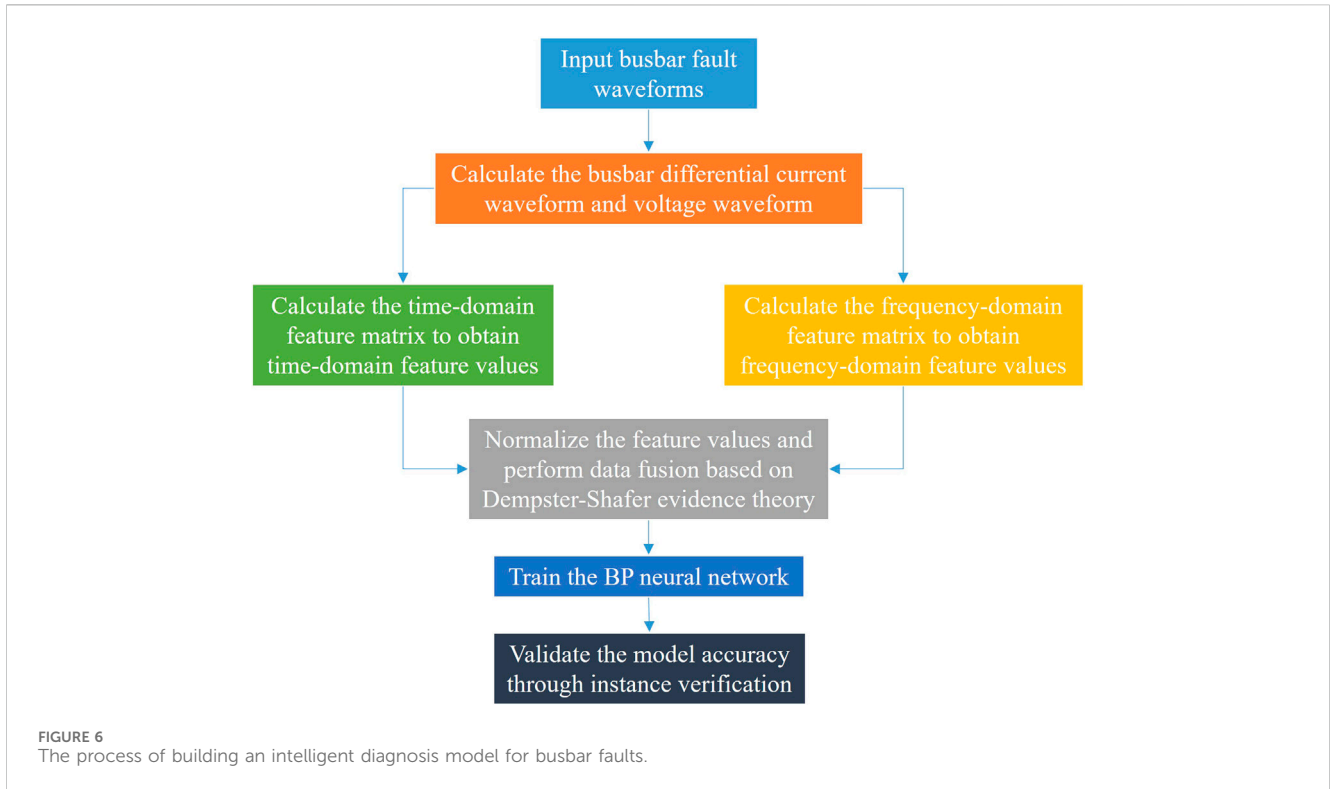 Input busbar fault
waveforms
Calculate the busbar differential current
waveform and voltage waveform
Calculate the time-domain
feature matrix to obtain
time-domain feature values
Calculate the frequency-domain
feature matrix to obtain
frequency-domain feature values
Normalize the feature values and
perform data fusion based on
Dempster-Shafer evidence theory
Train the BP neural network
Validate the model accuracy
through instance verification
FIGURE 6
The process of building an intelligent diagnosis model for busbar faults.